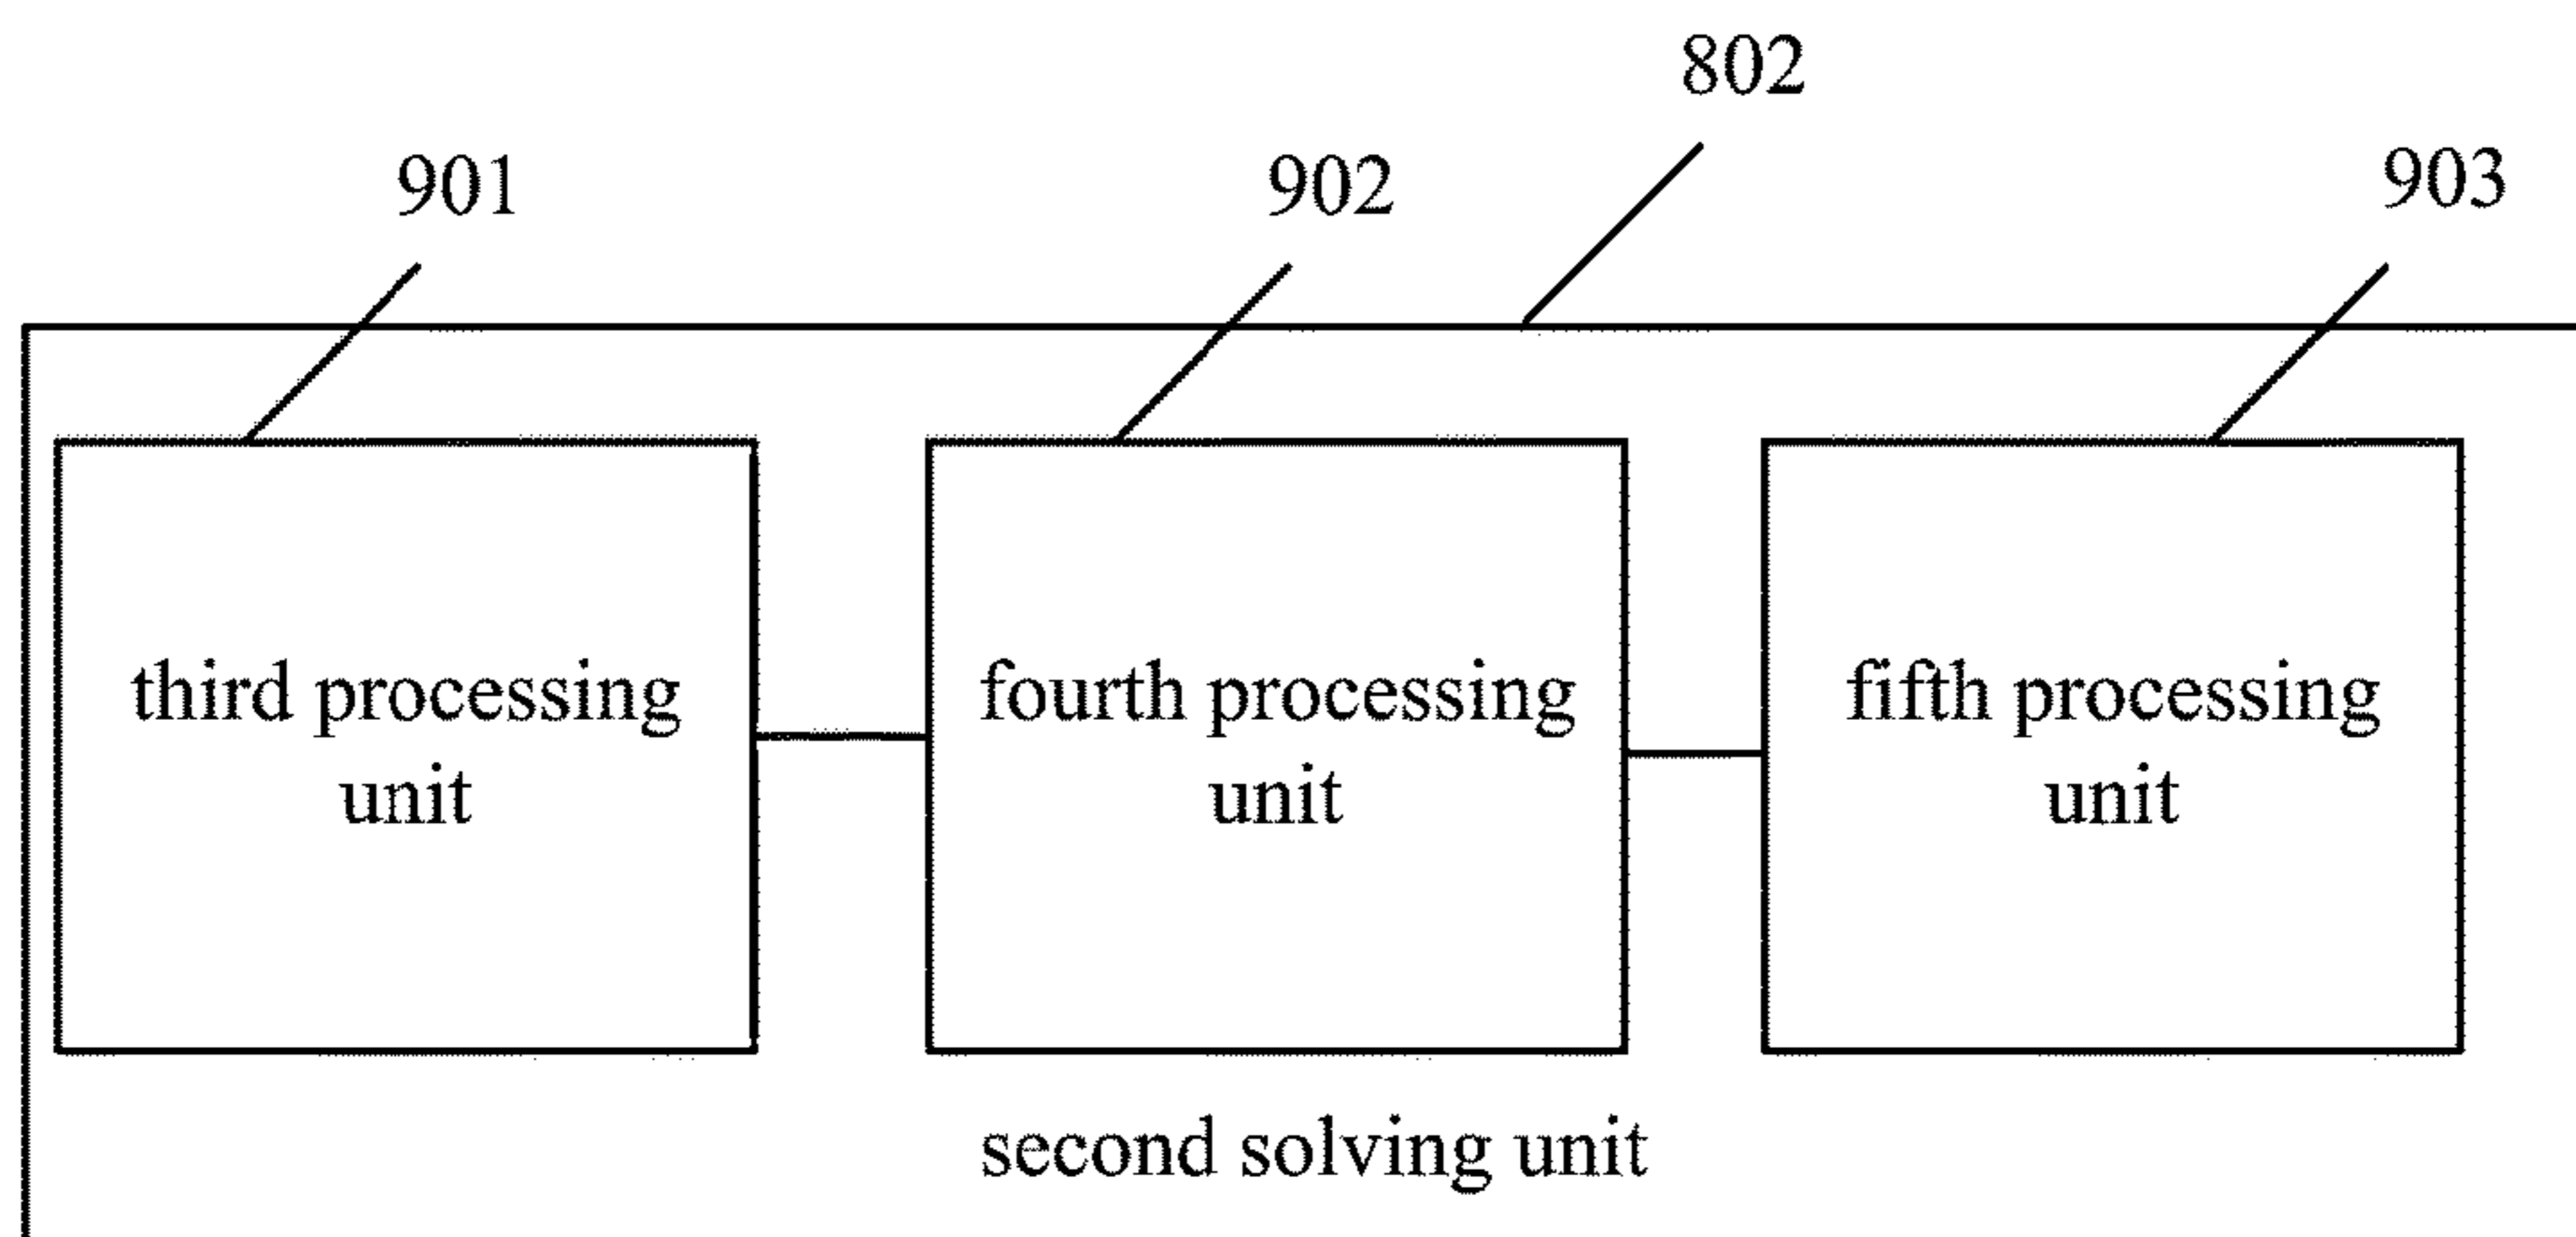 802
901
902
903
third processing
unit
fourth processing
unit
fifth processing
unit
second solving unit